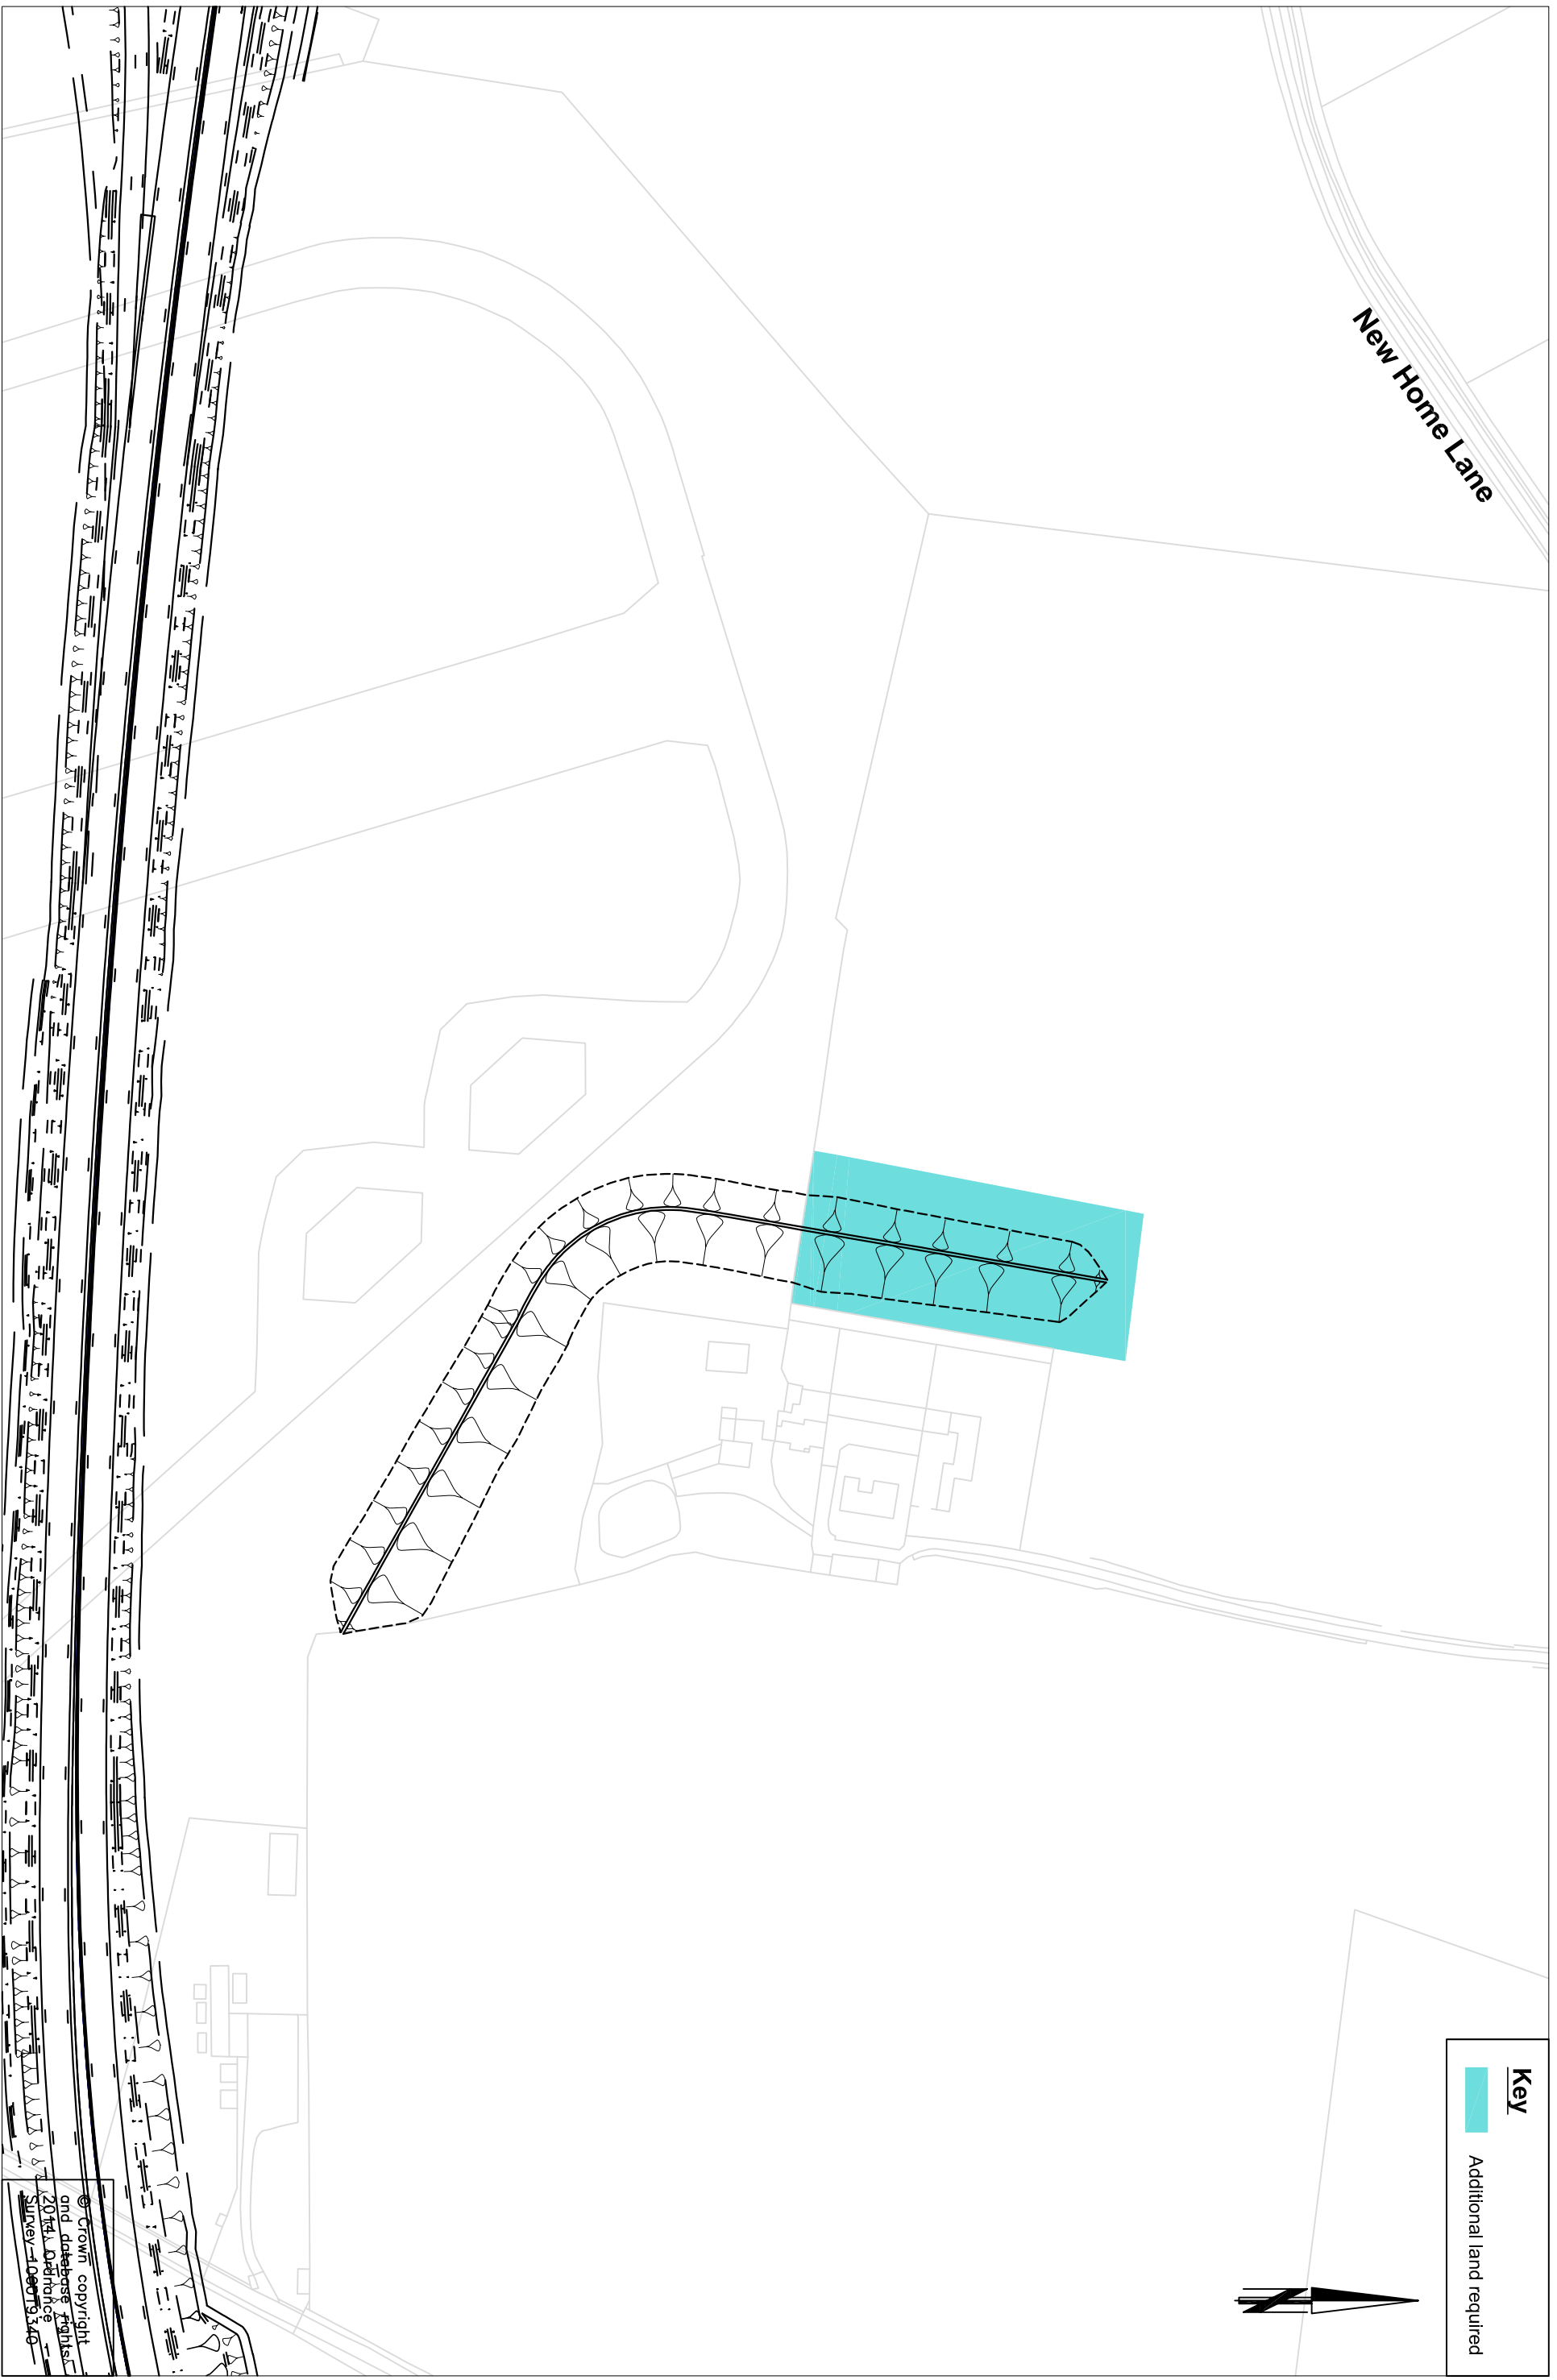 New Home Lane
Key
Additional land required
© Crown copyright
and database rights
2014. Ordnance
Survey 100019340